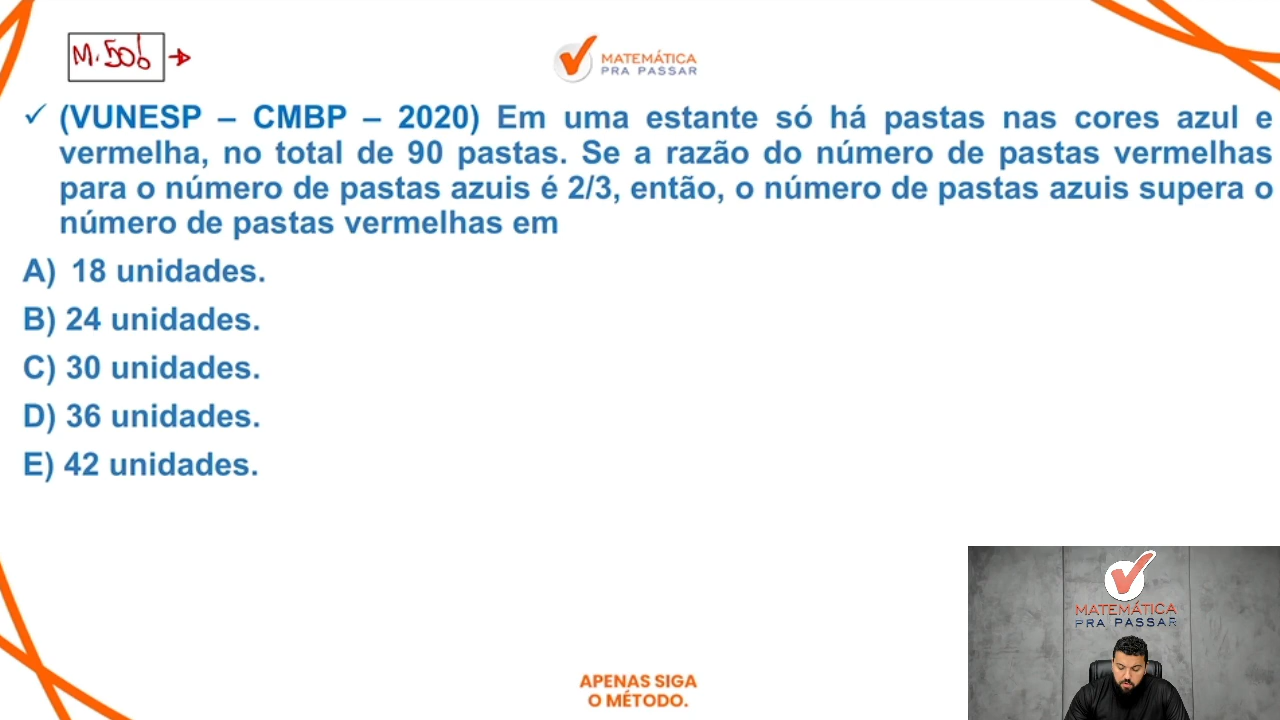 M.50!
MATEMÁTICA
PRA PASSAR
✓ (VUNESP – CMBP – 2020) Em uma estante só há pastas nas cores azul e
vermelha, no total de 90 pastas. Se a razão do número de pastas vermelhas
para o número de pastas azuis é 2/3, então, o número de pastas azuis supera o
número de pastas vermelhas em
A) 18 unidades.
B) 24 unidades.
C) 30 unidades.
D) 36 unidades.
E) 42 unidades.
MATEMÁTICA
PRA PASSAR
APENAS SIGA
O MÉTODO.